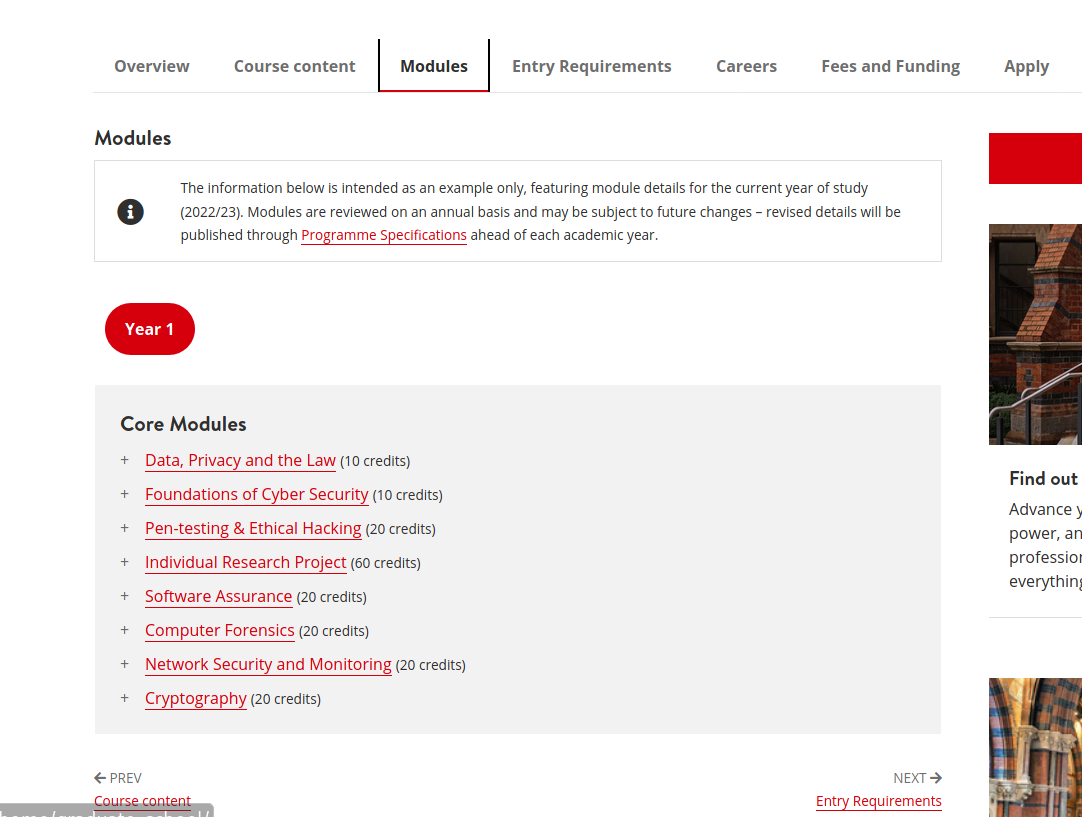 Overview Course content Modules Entry Requirements Careers Fees and Funding Apply
Modules
The information below is intended as an example only, featuring module details for the current year of study
(2022/23). Modules are reviewed on an annual basis and may be subject to future changes – revised details will be
published through Programme Specifications ahead of each academic year.
Year 1
Core Modules
+ Data, Privacy and the Law (10 credits)
+ Foundations of Cyber Security (10 credits)
+ Pen-testing & Ethical Hacking (20 credits)
+ Individual Research Project (60 credits)
+ Software Assurance (20 credits)
+ Computer Forensics (20 credits)
+ Network Security and Monitoring (20 credits)
+ Cryptography (20 credits)
← PREV
Course content
NEXT →
Entry Requirements
Find out
Advance y
power, an
profession
everything